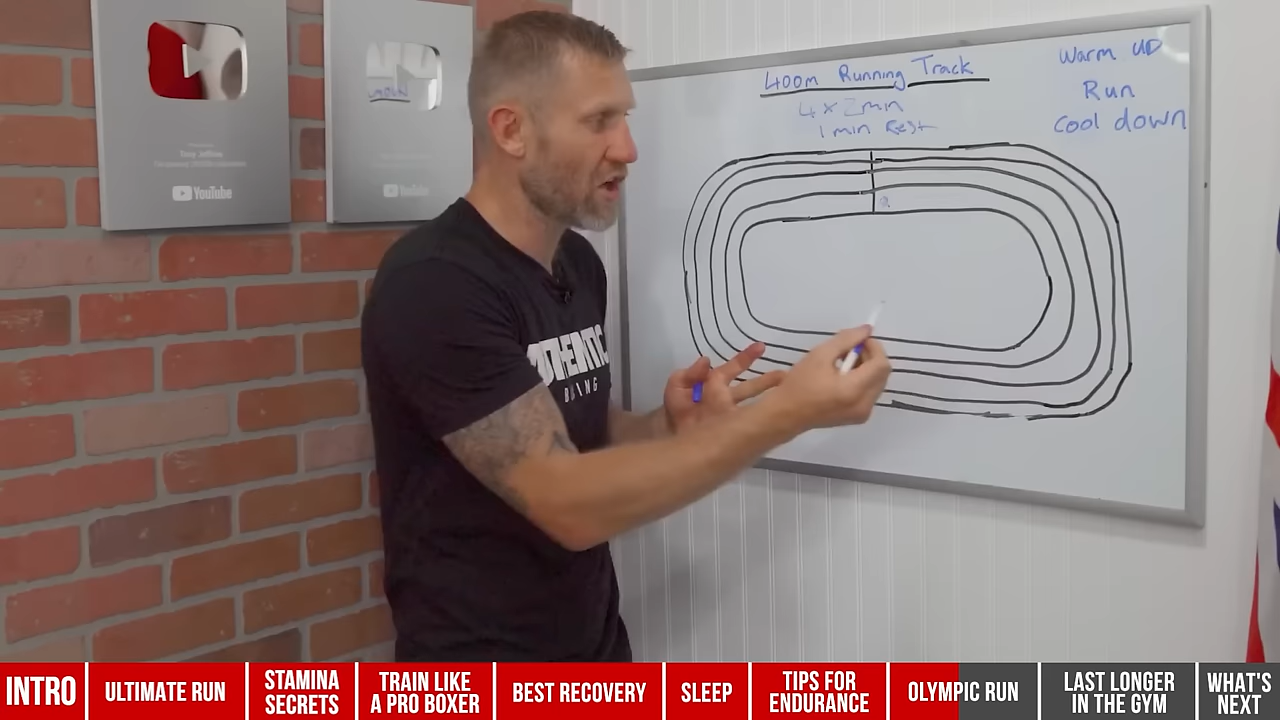 Tony Jeffries
YouTube
YouTube
400m Running Track
4 x 2min
1 min Rest
Warm UP
Run
Cool down
INTRO
ULTIMATE RUN
STAMINA
SECRETS
TRAIN LIKE
A PRO BOXER
BEST RECOVERY
SLEEP
TIPS FOR
ENDURANCE
OLYMPIC RUN
LAST LONGER
IN THE GYM
WHAT'S
NEXT